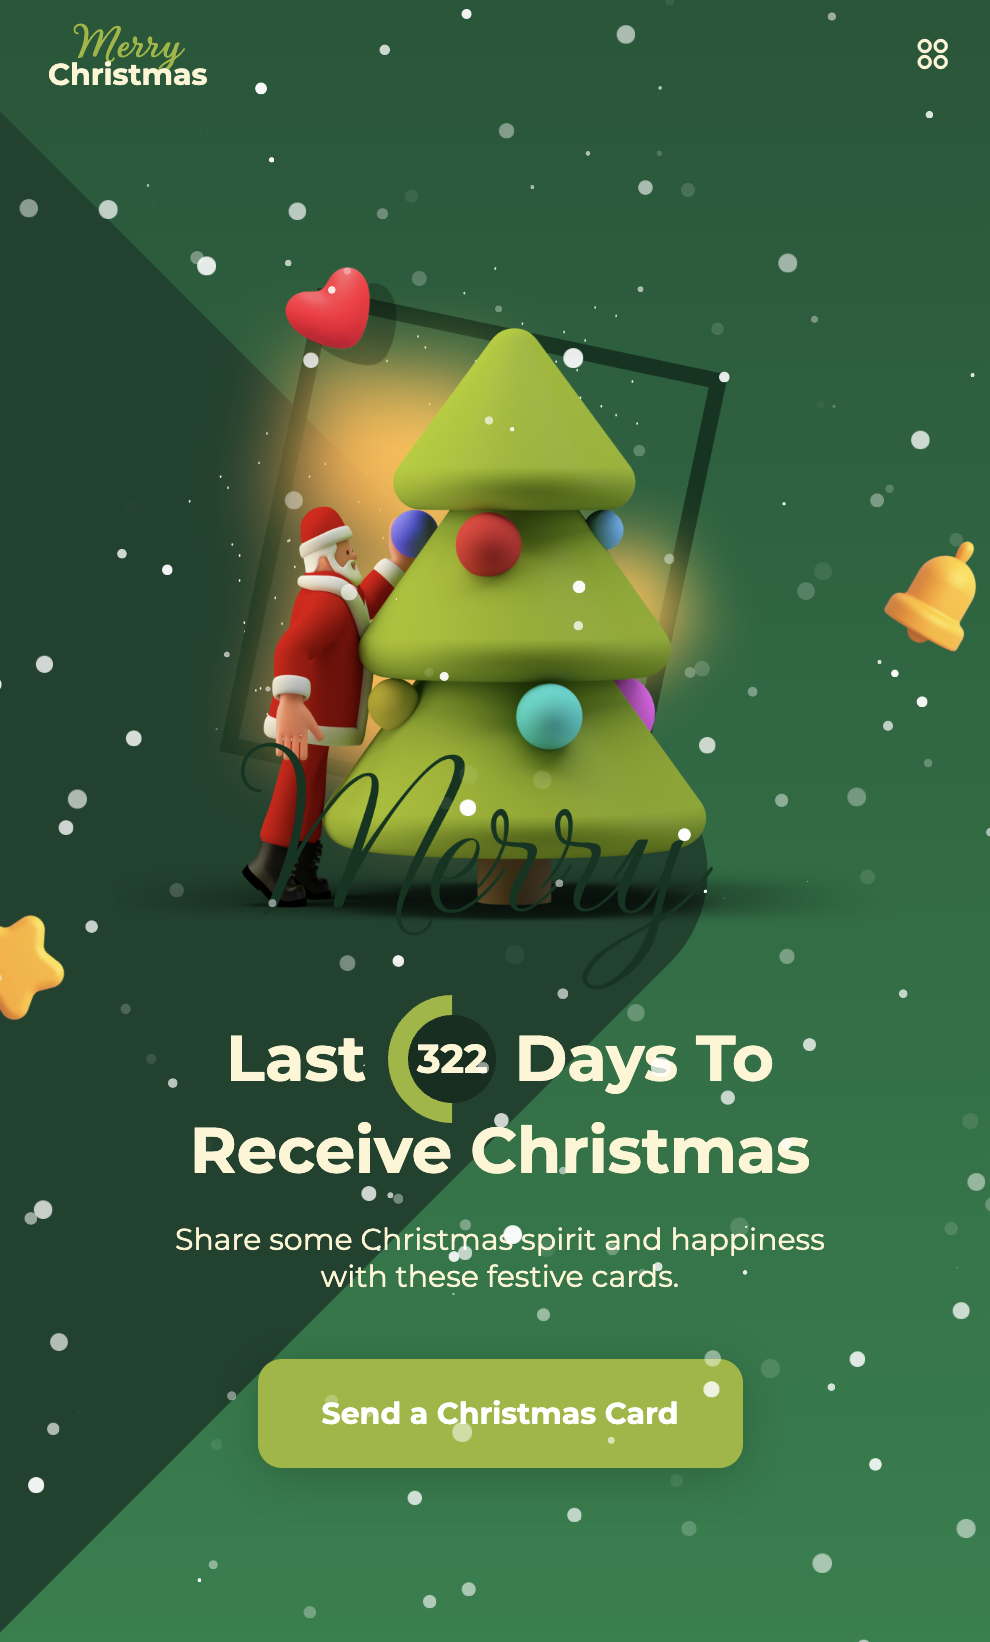 Merry
Christmas
Merry
Last 322 Days To
Receive Christmas
Share some Christmas spirit and happiness
with these festive cards.
Send a Christmas Card